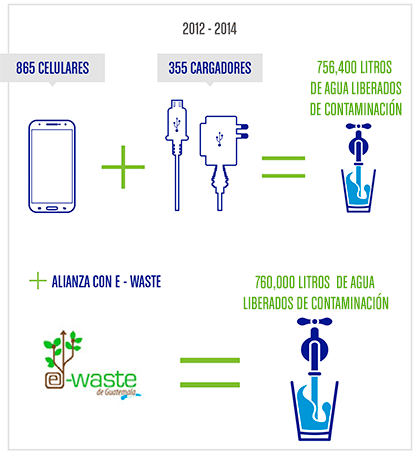 2012 - 2014
865 CELULARES
355 CARGADORES
756,400 LITROS
DE AGUA LIBERADOS
DE CONTAMINACIÓN
+
=
+ ALIANZA CON E - WASTE
760,000 LITROS DE AGUA
LIBERADOS DE CONTAMINACIÓN
e-waste
de Guatemala
=